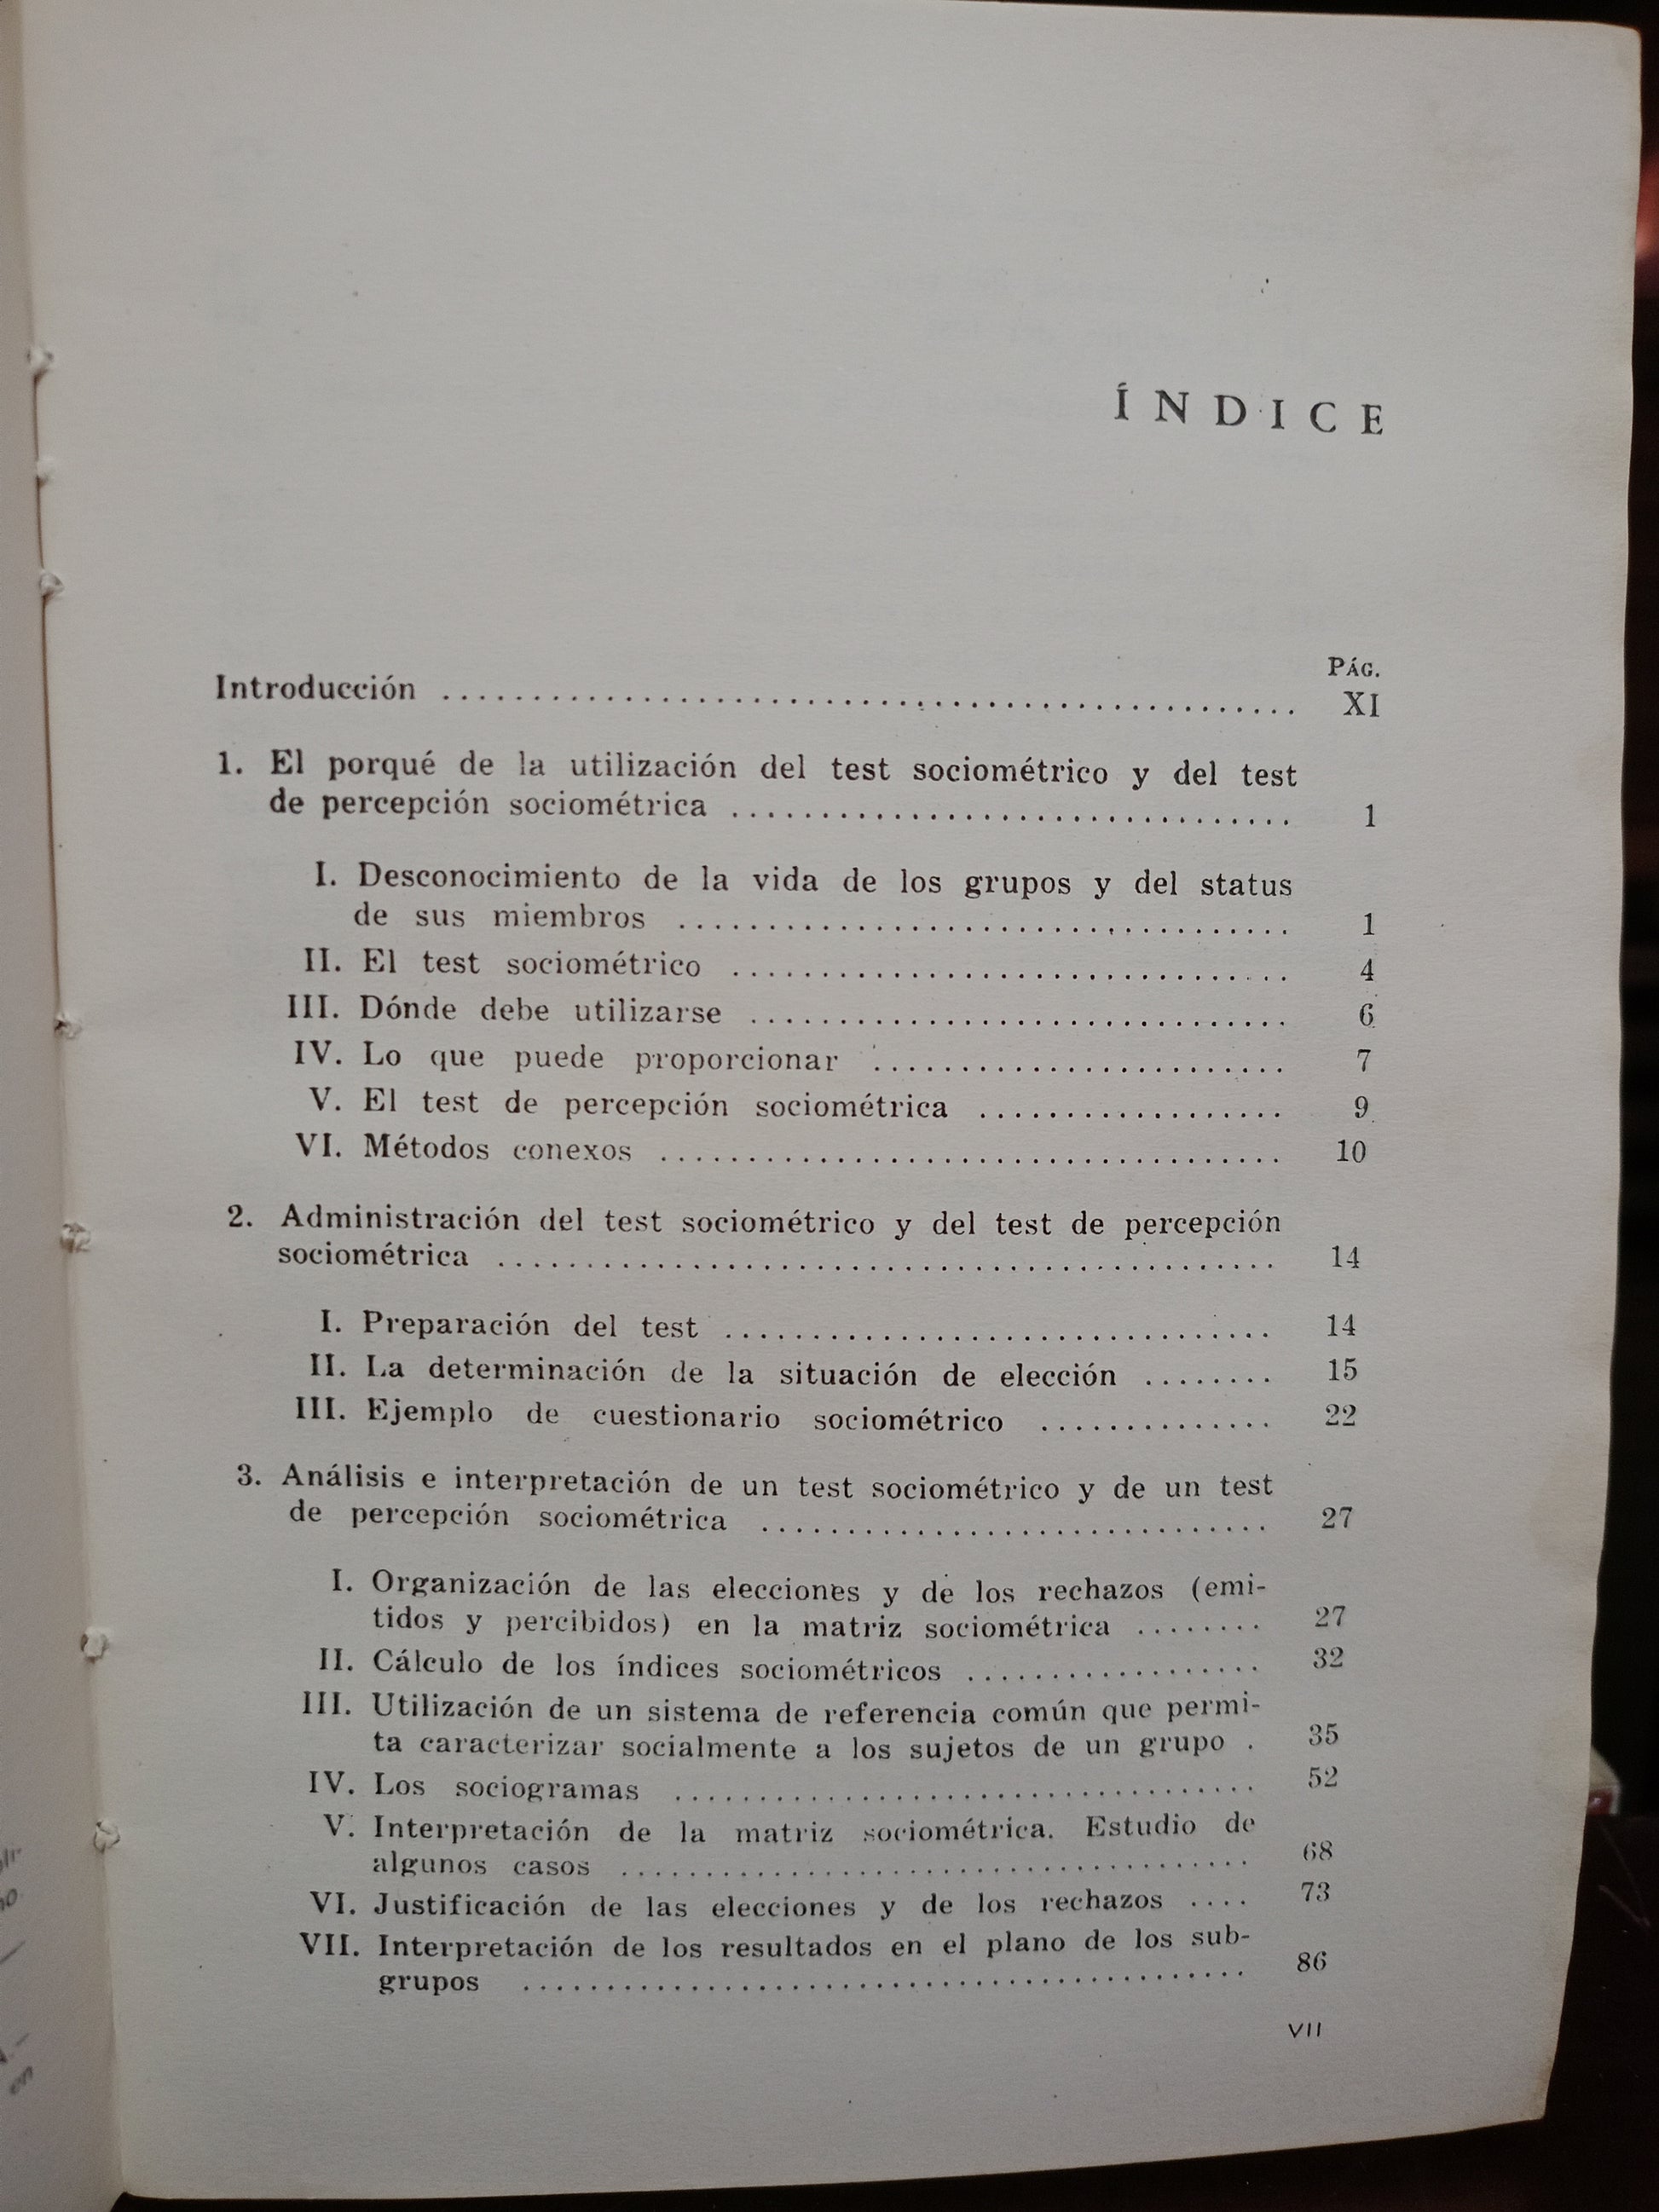 ÍNDICE
PÁG.
Introducción .......... XI
1. El porqué de la utilización del test sociométrico y del test
de percepción sociométrica .......... 1
I. Desconocimiento de la vida de los grupos y del status
de sus miembros .......... 1
II. El test sociométrico .......... 4
III. Dónde debe utilizarse .......... 6
IV. Lo que puede proporcionar .......... 7
V. El test de percepción sociométrica .......... 9
VI. Métodos conexos .......... 10
2. Administración del test sociométrico y del test de percepción
sociométrica .......... 14
I. Preparación del test .......... 14
II. La determinación de la situación de elección ........ 15
III. Ejemplo de cuestionario sociométrico .......... 22
3. Análisis e interpretación de un test sociométrico y de un test
de percepción sociométrica .......... 27
I. Organización de las elecciones y de los rechazos (emi-
tidos y percibidos) en la matriz sociométrica ........ 27
II. Cálculo de los índices sociométricos .......... 32
III. Utilización de un sistema de referencia común que permi-
ta caracterizar socialmente a los sujetos de un grupo . 35
IV. Los sociogramas .......... 52
V. Interpretación de la matriz sociométrica. Estudio de
algunos casos .......... 68
VI. Justificación de las elecciones y de los rechazos .... 73
VII. Interpretación de los resultados en el plano de los sub-
grupos .......... 86
VII